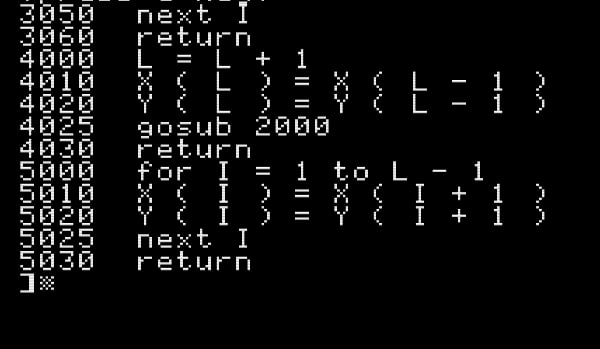 3050 next I
3060 return
4000 L = L + 1
4010 X ( L ) = X ( L - 1 )
4020 Y ( L ) = Y ( L - 1 )
4025 gosub 2000
4030 return
5000 for I = 1 to L - 1
5010 X ( I ) = X ( I + 1 )
5020 Y ( I ) = Y ( I + 1 )
5025 next I
5030 return
]